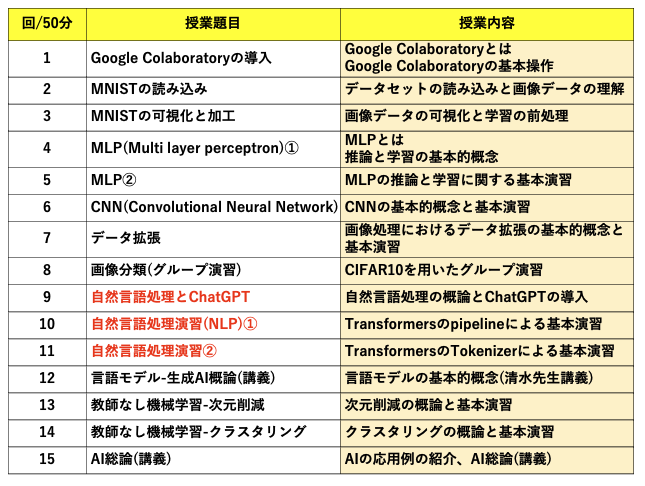 回/50分 授業題目 授業内容
1 Google Colaboratoryの導入 Google Colaboratoryとは
Google Colaboratoryの基本操作
2 MNISTの読み込み データセットの読み込みと画像データの理解
3 MNISTの可視化と加工 画像データの可視化と学習の前処理
4 MLP(Multi layer perceptron)① MLPとは
推論と学習の基本的概念
5 MLP② MLPの推論と学習に関する基本演習
6 CNN(Convolutional Neural Network) CNNの基本的概念と基本演習
7 データ拡張 画像処理におけるデータ拡張の基本的概念と
基本演習
8 画像分類(グループ演習) CIFAR10を用いたグループ演習
9 自然言語処理とChatGPT 自然言語処理の概論とChatGPTの導入
10 自然言語処理演習(NLP)① Transformersのpipelineによる基本演習
11 自然言語処理演習② TransformersのTokenizerによる基本演習
12 言語モデル-生成AI概論(講義) 言語モデルの基本的概念(清水先生講義)
13 教師なし機械学習-次元削減 次元削減の概論と基本演習
14 教師なし機械学習-クラスタリング クラスタリングの概論と基本演習
15 AI総論(講義) AIの応用例の紹介、AI総論(講義)